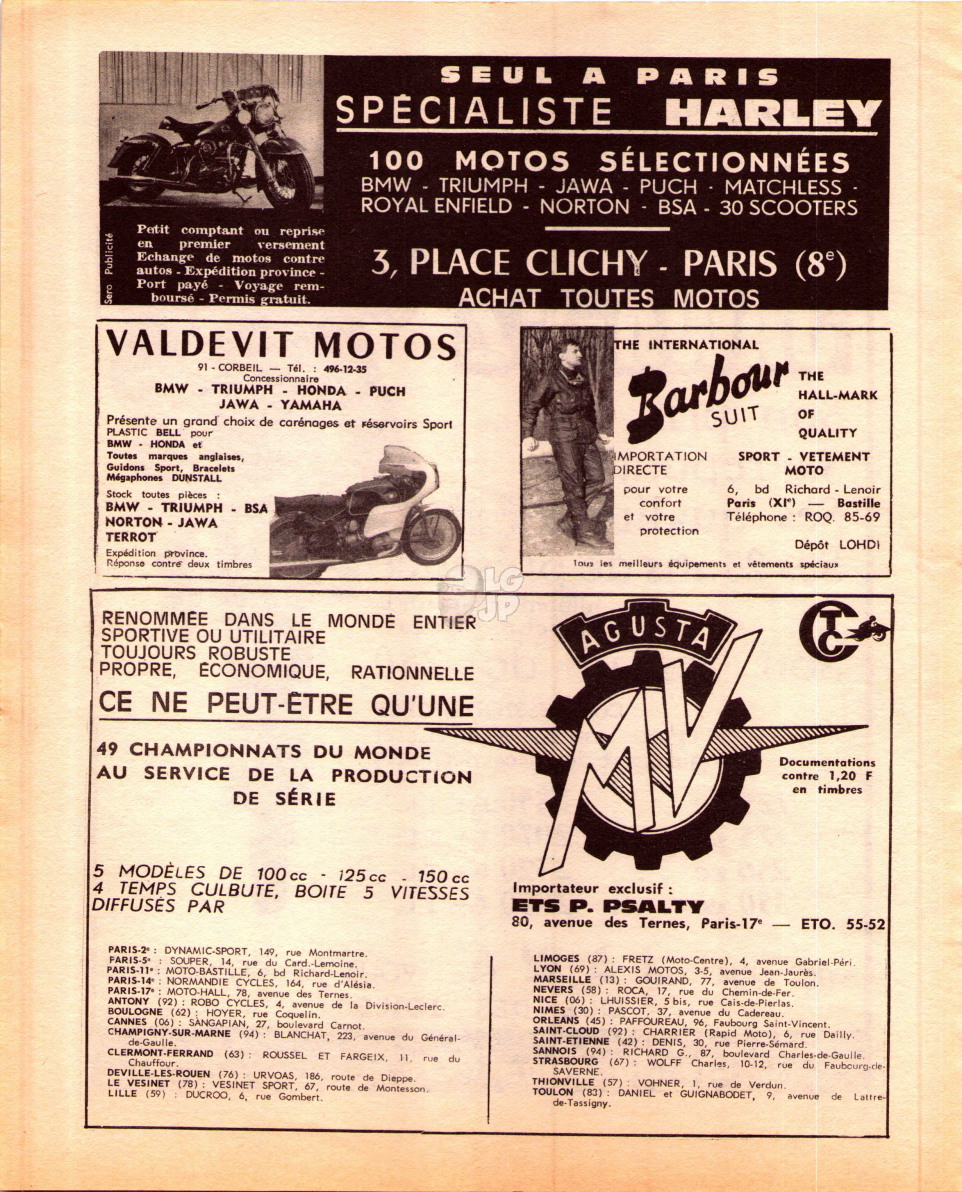 SEUL A PARIS
SPÉCIALISTE HARLEY
100 MOTOS SÉLECTIONNÉES
BMW - TRIUMPH - JAWA - PUCH - MATCHLESS -
ROYAL ENFIELD - NORTON - BSA - 30 SCOOTERS
3, PLACE CLICHY - PARIS (8e)
ACHAT TOUTES MOTOS
Sero Publicité
Petit comptant ou reprise
en premier versement
Echange de motos contre
autos - Expédition province -
Port payé - Voyage rem-
boursé - Permis gratuit.
VALDEVIT MOTOS
91 - CORBEIL — Tél. : 496-12-35
Concessionnaire
BMW - TRIUMPH - HONDA - PUCH
JAWA - YAMAHA
Présente un grand choix de carénages et réservoirs Sport
PLASTIC BELL pour
BMW - HONDA et
Toutes marques anglaises,
Guidons Sport, Bracelets
Mégaphones DUNSTALL
Stock toutes pièces :
BMW - TRIUMPH - BSA
NORTON - JAWA
TERROT
Expédition province.
Réponse contre deux timbres
THE INTERNATIONAL
Barbour
SUIT
THE
HALL-MARK
OF
QUALITY
IMPORTATION
DIRECTE
pour votre
confort
et votre
protection
SPORT - VETEMENT
MOTO
6, bd Richard - Lenoir
Paris (XIe) — Bastille
Téléphone : ROQ. 85-69
Dépôt LOHDI
Tous les meilleurs équipements et vêtements spéciaux
LG
JP
RENOMMÉE DANS LE MONDE ENTIER
SPORTIVE OU UTILITAIRE
TOUJOURS ROBUSTE
PROPRE, ÉCONOMIQUE, RATIONNELLE
CE NE PEUT-ÊTRE QU'UNE
49 CHAMPIONNATS DU MONDE
AU SERVICE DE LA PRODUCTION
DE SÉRIE
5 MODÈLES DE 100 cc - 125 cc - 150 cc
4 TEMPS CULBUTE, BOITE 5 VITESSES
DIFFUSÉS PAR
AGUSTA
MV
CTC
Documentations
contre 1,20 F
en timbres
Importateur exclusif :
ETS P. PSALTY
80, avenue des Ternes, Paris-17e — ETO. 55-52
PARIS-2e : DYNAMIC-SPORT, 149, rue Montmartre.
PARIS-5e : SOUPER, 14, rue du Card.-Lemoine.
PARIS-11e : MOTO-BASTILLE, 6, bd Richard-Lenoir.
PARIS-14e : NORMANDIE CYCLES, 164, rue d'Alésia.
PARIS-17e : MOTO-HALL, 78, avenue des Ternes.
ANTONY (92) : ROBO CYCLES, 4, avenue de la Division-Leclerc.
BOULOGNE (62) : HOYER, rue Coquelin.
CANNES (06) : SANGAPIAN, 27, boulevard Carnot.
CHAMPIGNY-SUR-MARNE (94) : BLANCHAT, 223, avenue du Général-
de-Gaulle.
CLERMONT-FERRAND (63) : ROUSSEL ET FARGEIX, 11, rue du
Chauffour.
DEVILLE-LES-ROUEN (76) : URVOAS, 186, route de Dieppe.
LE VESINET (78) : VESINET SPORT, 67, route de Montesson.
LILLE (59) : DUCROO, 6, rue Gombert.
LIMOGES (87) : FRETZ (Moto-Centre), 4, avenue Gabriel-Péri.
LYON (69) : ALEXIS MOTOS, 3-5, avenue Jean-Jaurès.
MARSEILLE (13) : GOUIRAND, 77, avenue de Toulon.
NEVERS (58) : ROCA, 17, rue du Chemin-de-Fer.
NICE (06) : LHUISSIER, 5 bis, rue Cais-de-Pierlas.
NIMES (30) : PASCOT, 37, avenue du Cadereau.
ORLEANS (45) : PAFFOUREAU, 96, Faubourg Saint-Vincent.
SAINT-CLOUD (92) : CHARRIER (Rapid Moto), 6, rue Dailly.
SAINT-ETIENNE (42) : DENIS, 30, rue Pierre-Sémard.
SANNOIS (94) : RICHARD G., 87, boulevard Charles-de-Gaulle.
STRASBOURG (67) : WOLFF Charles, 10-12, rue du Faubourg-de-
SAVERNE.
THIONVILLE (57) : VOHNER, 1, rue de Verdun.
TOULON (83) : DANIEL et GUIGNABODET, 9, avenue de Lattre-
de-Tassigny.